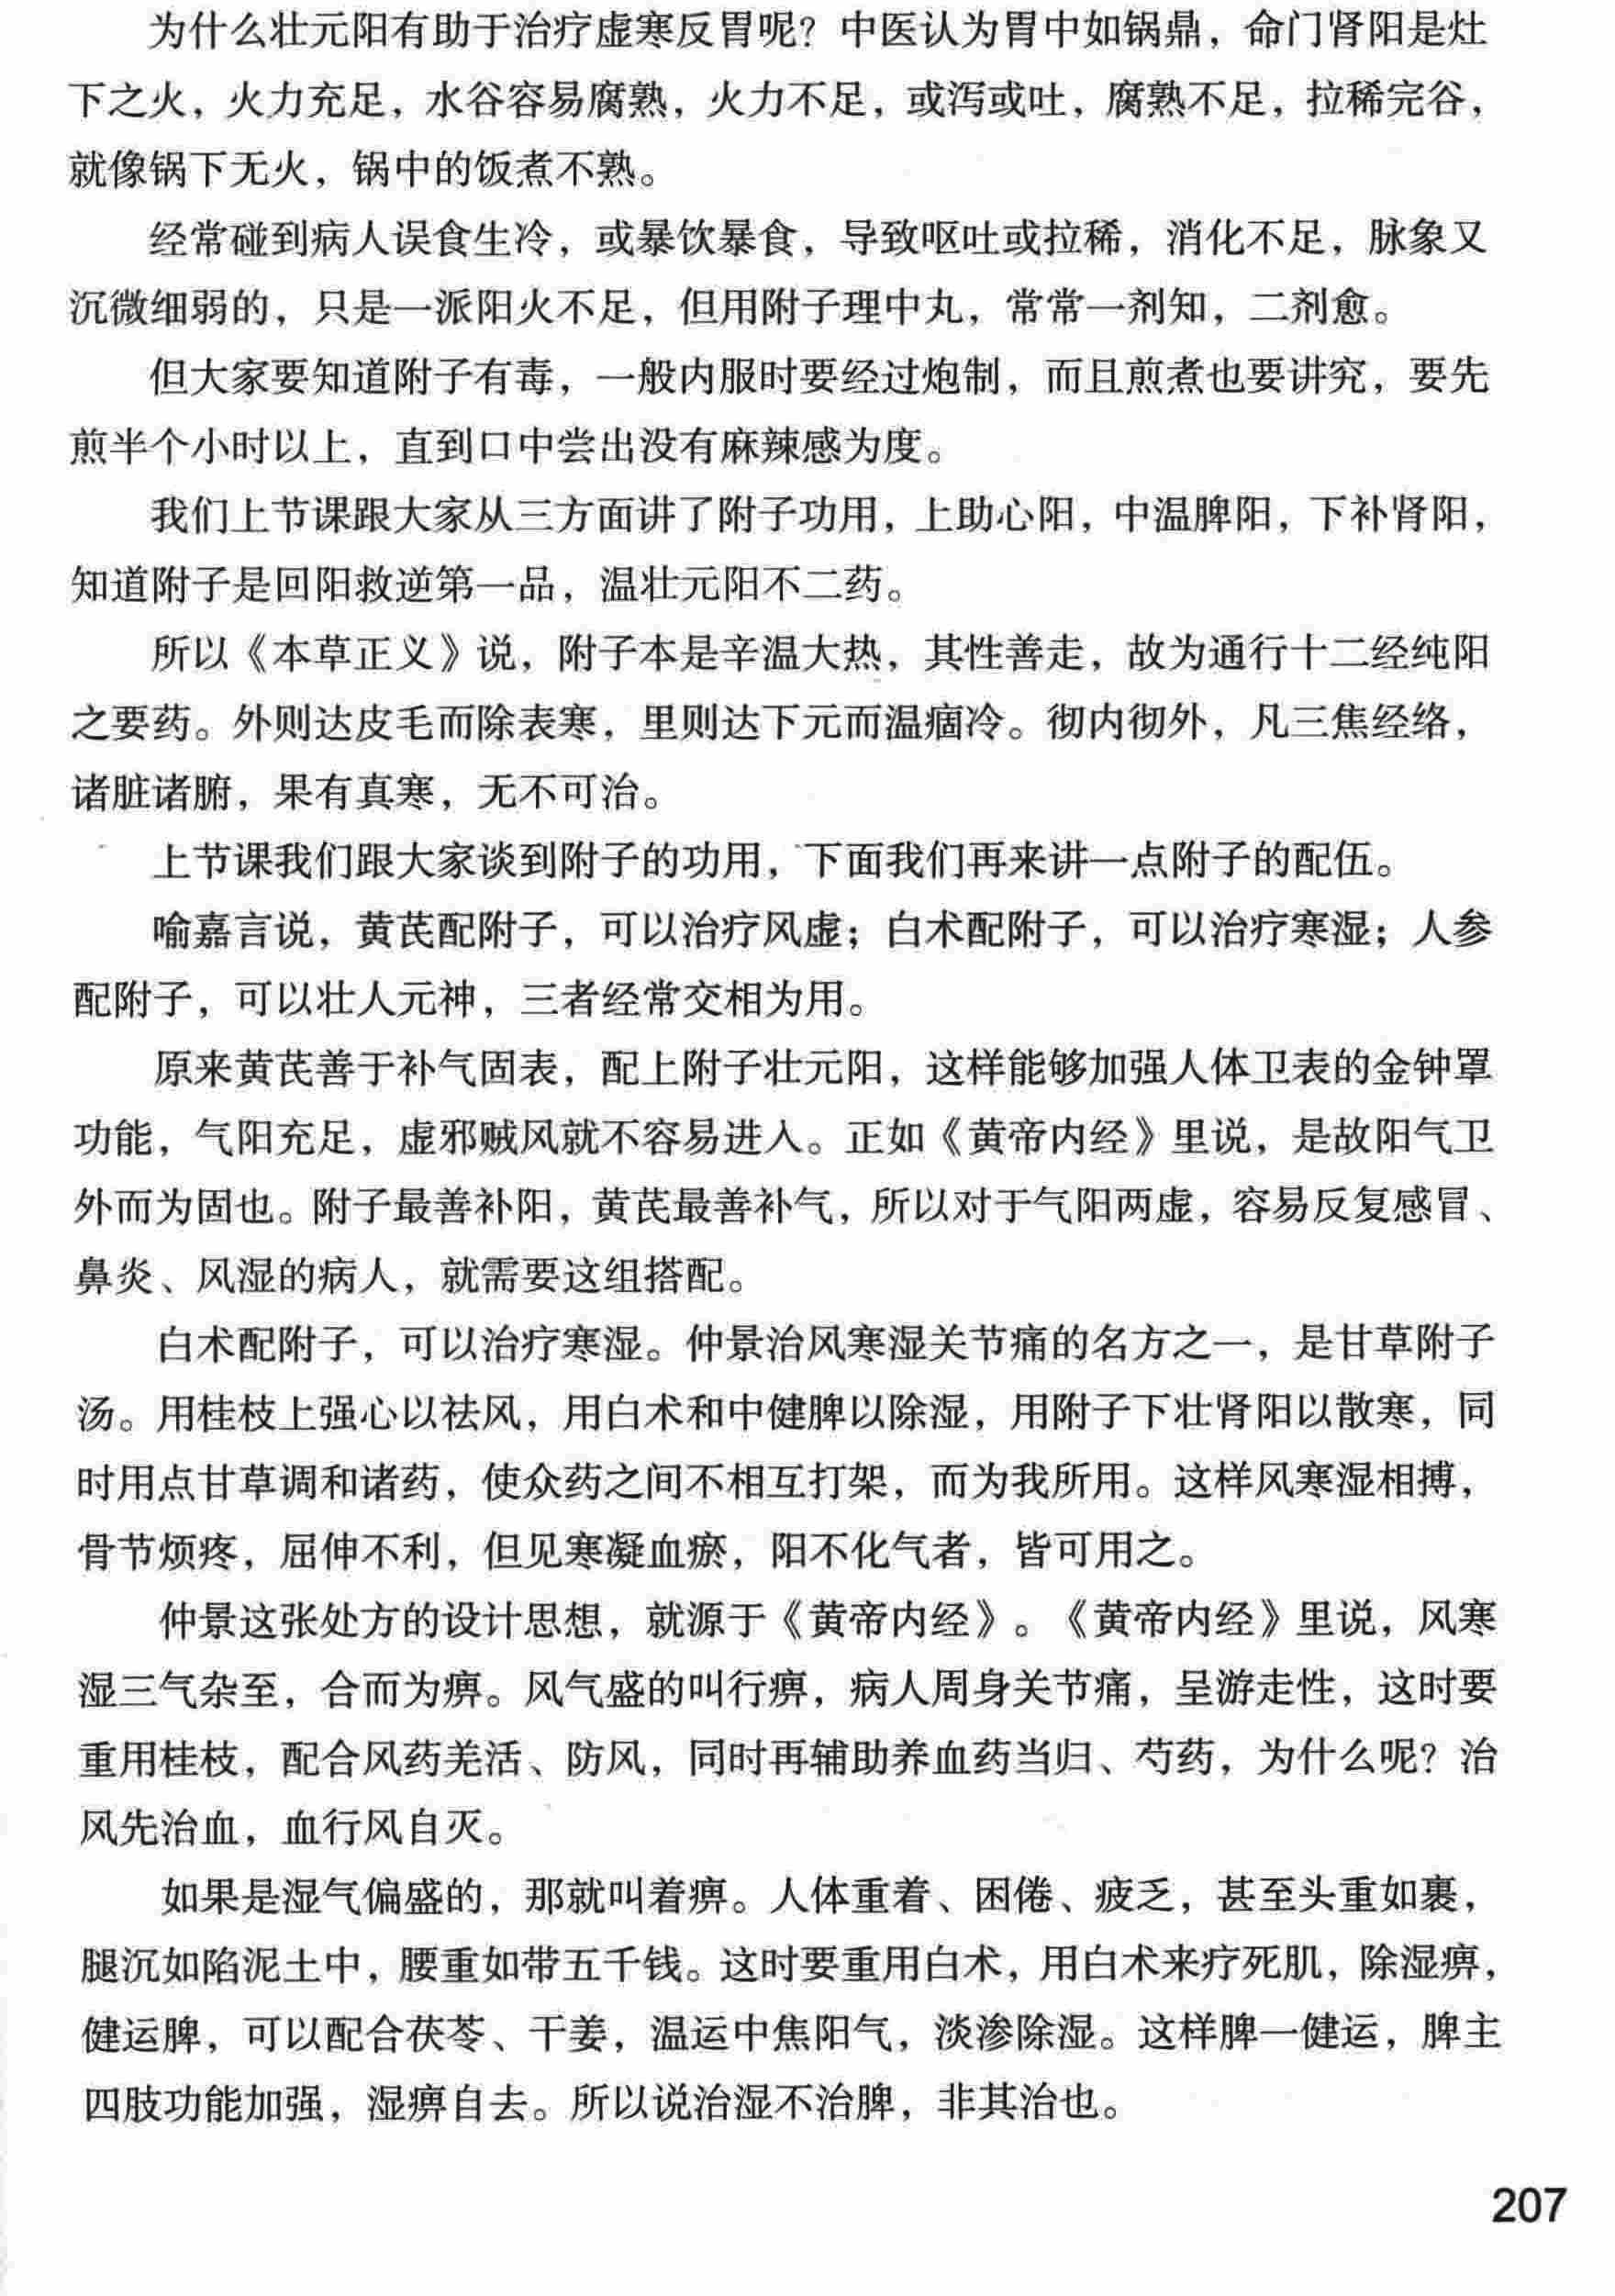 为什么壮元阳有助于治疗虚寒反胃呢？中医认为胃中如锅鼎，命门肾阳是灶
下之火，火力充足，水谷容易腐熟，火力不足，或泻或吐，腐熟不足，拉稀完谷，
就像锅下无火，锅中的饭煮不熟。
经常碰到病人误食生冷，或暴饮暴食，导致呕吐或拉稀，消化不足，脉象又
沉微细弱的，只是一派阳火不足，但用附子理中丸，常常一剂知，二剂愈。
但大家要知道附子有毒，一般内服时要经过炮制，而且煎煮也要讲究，要先
煎半个小时以上，直到口中尝出没有麻辣感为度。
我们上节课跟大家从三方面讲了附子功用，上助心阳，中温脾阳，下补肾阳，
知道附子是回阳救逆第一品，温壮元阳不二药。
所以《本草正义》说，附子本是辛温大热，其性善走，故为通行十二经纯阳
之要药。外则达皮毛而除表寒，里则达下元而温痼冷。彻内彻外，凡三焦经络，
诸脏诸腑，果有真寒，无不可治。
上节课我们跟大家谈到附子的功用，下面我们再来讲一点附子的配伍。
喻嘉言说，黄芪配附子，可以治疗风虚；白术配附子，可以治疗寒湿；人参
配附子，可以壮人元神，三者经常交相为用。
原来黄芪善于补气固表，配上附子壮元阳，这样能够加强人体卫表的金钟罩
功能，气阳充足，虚邪贼风就不容易进入。正如《黄帝内经》里说，是故阳气卫
外而为固也。附子最善补阳，黄芪最善补气，所以对于气阳两虚，容易反复感冒、
鼻炎、风湿的病人，就需要这组搭配。
白术配附子，可以治疗寒湿。仲景治风寒湿关节痛的名方之一，是甘草附子
汤。用桂枝上强心以祛风，用白术和中健脾以除湿，用附子下壮肾阳以散寒，同
时用点甘草调和诸药，使众药之间不相互打架，而为我所用。这样风寒湿相搏，
骨节烦疼，屈伸不利，但见寒凝血瘀，阳不化气者，皆可用之。
仲景这张处方的设计思想，就源于《黄帝内经》。《黄帝内经》里说，风寒
湿三气杂至，合而为痹。风气盛的叫行痹，病人周身关节痛，呈游走性，这时要
重用桂枝，配合风药羌活、防风，同时再辅助养血药当归、芍药，为什么呢？治
风先治血，血行风自灭。
如果是湿气偏盛的，那就叫着痹。人体重着、困倦、疲乏，甚至头重如裹，
腿沉如陷泥土中，腰重如带五千钱。这时要重用白术，用白术来疗死肌，除湿痹，
健运脾，可以配合茯苓、干姜，温运中焦阳气，淡渗除湿。这样脾一健运，脾主
四肢功能加强，湿痹自去。所以说治湿不治脾，非其治也。
207